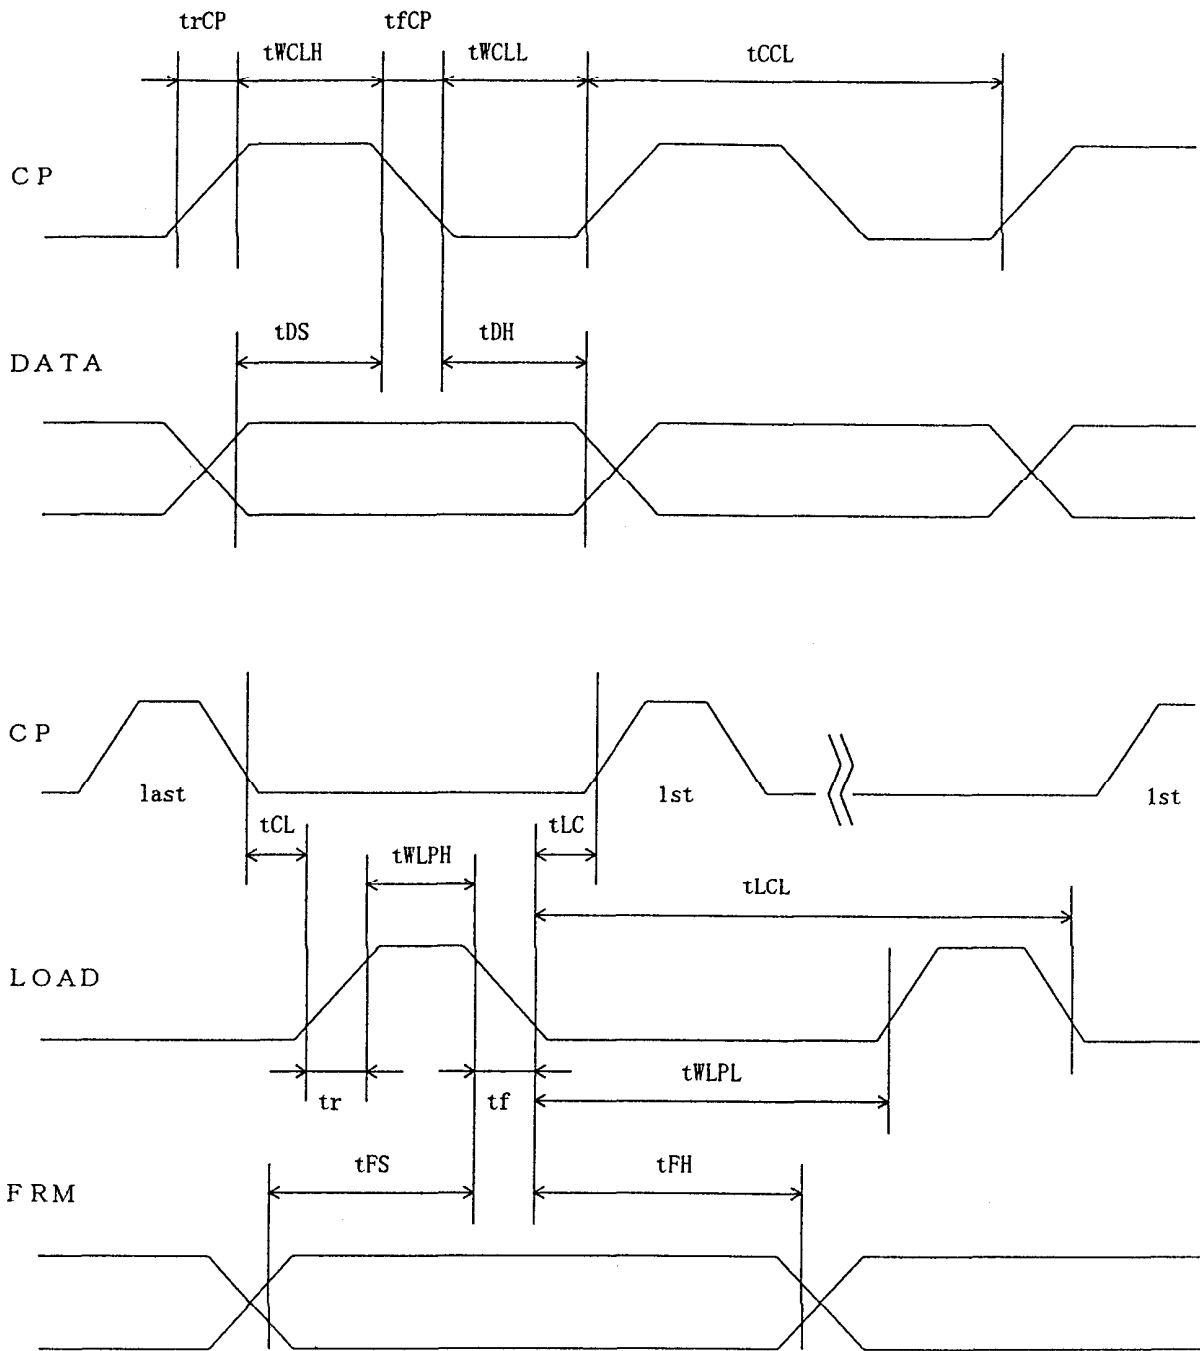 trCP tfCP
tWCLH tWCLL tCCL
CP
tDS tDH
DATA
CP
last 1st 1st
tCL tLC
tWLPH
tLCL
LOAD
tWLPL
tr tf
tFS tFH
FRM